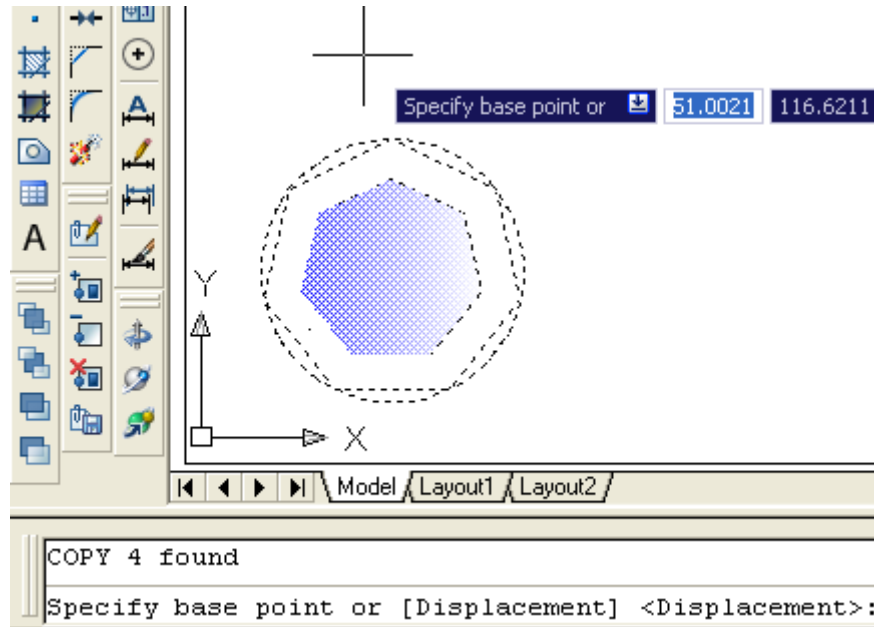 A
A
Specify base point or 51.0021 116.6211
Y
X
Model Layout1 Layout2
COPY 4 found
Specify base point or [Displacement] <Displacement>: